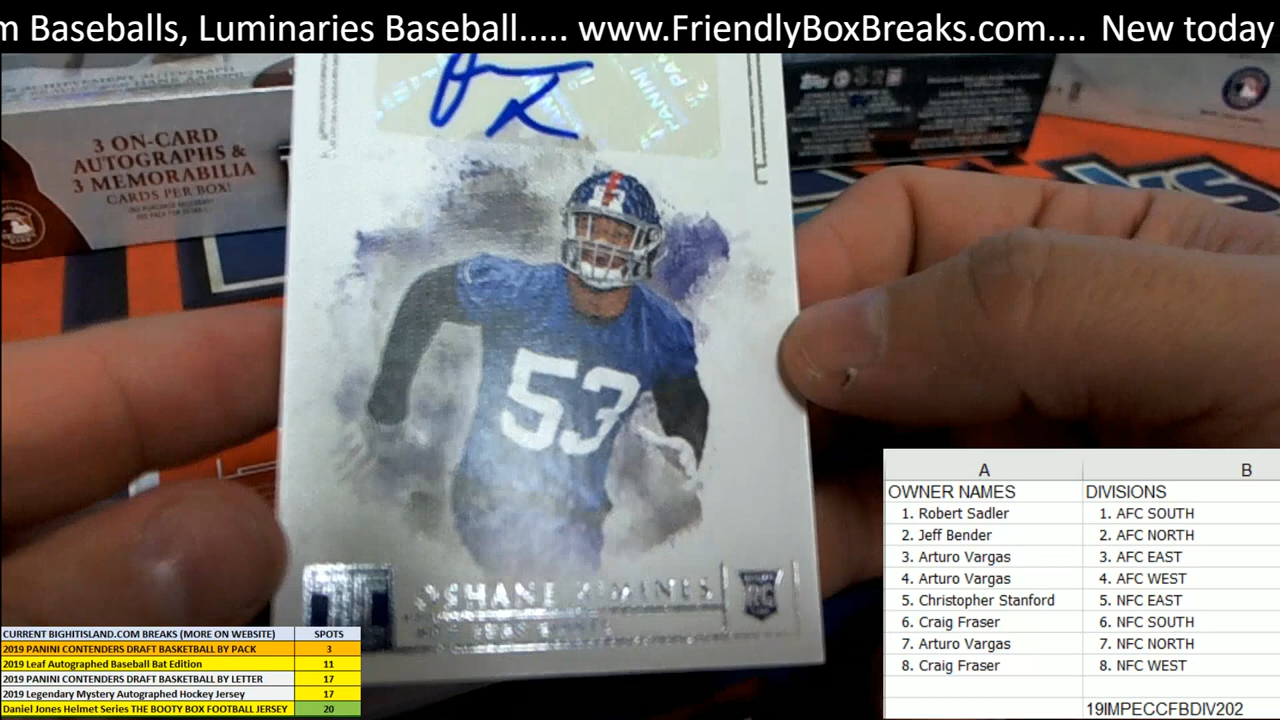 m Baseballs, Luminaries Baseball..... www.FriendlyBoxBreaks.com.... New today
3 ON-CARD
AUTOGRAPHS &
3 MEMORABILIA
CARDS PER BOX!
PANINI
PANINI
topps
53
OSHANE XIMINES
RC
A B
OWNER NAMES DIVISIONS
1. Robert Sadler 1. AFC SOUTH
2. Jeff Bender 2. AFC NORTH
3. Arturo Vargas 3. AFC EAST
4. Arturo Vargas 4. AFC WEST
5. Christopher Stanford 5. NFC EAST
6. Craig Fraser 6. NFC SOUTH
7. Arturo Vargas 7. NFC NORTH
8. Craig Fraser 8. NFC WEST
19IMPECCFBDIV202
CURRENT BIGHITISLAND.COM BREAKS (MORE ON WEBSITE) SPOTS
2019 PANINI CONTENDERS DRAFT BASKETBALL BY PACK 3
2019 Leaf Autographed Baseball Bat Edition 11
2019 PANINI CONTENDERS DRAFT BASKETBALL BY LETTER 17
2019 Legendary Mystery Autographed Hockey Jersey 17
Daniel Jones Helmet Series THE BOOTY BOX FOOTBALL JERSEY 20